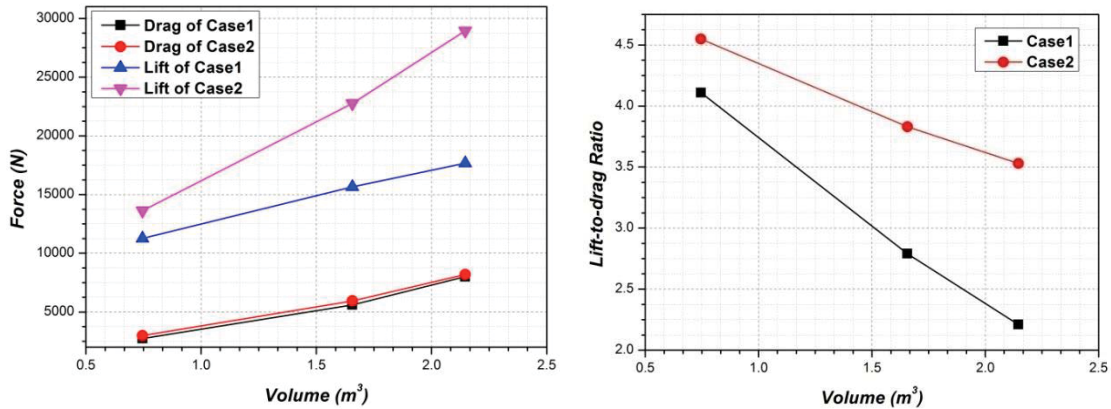 Drag of Case1
Drag of Case2
Lift of Case1
Lift of Case2
30000
25000
20000
15000
10000
5000
Force (N)
0.5 1.0 1.5 2.0 2.5
Volume (m³)
Case1
Case2
4.5
4.0
3.5
3.0
2.5
2.0
Lift-to-drag Ratio
0.5 1.0 1.5 2.0 2.5
Volume (m³)